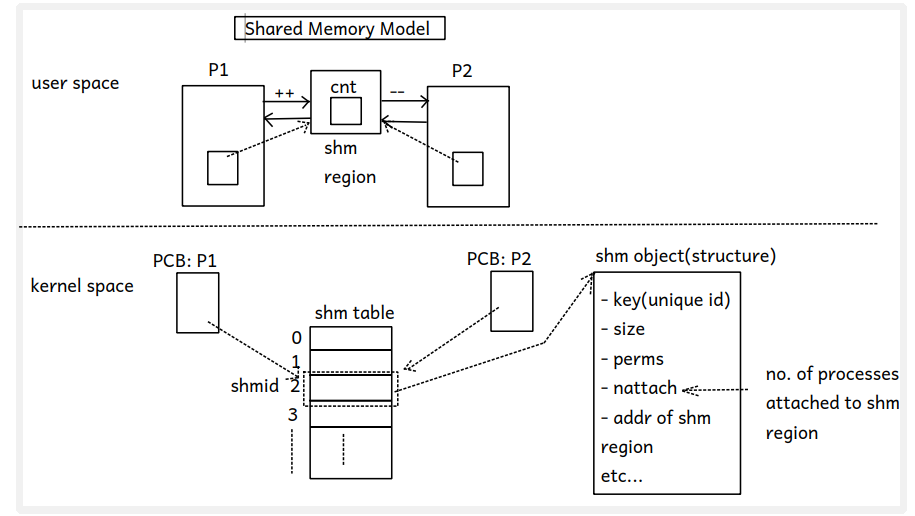 Shared Memory Model
user space
P1
P2
++
cnt
--
shm
region
kernel space
PCB: P1
PCB: P2
shm object(structure)
shm table
0
1
shmid 2
3
- key(unique id)
- size
- perms
- nattach
- addr of shm
region
etc...
no. of processes
attached to shm
region